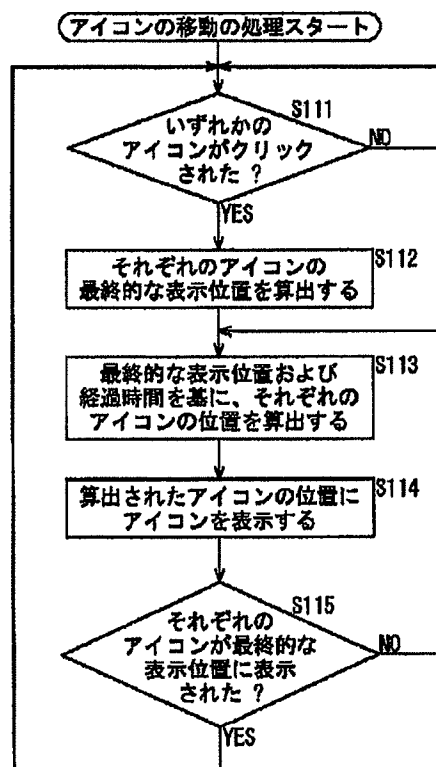 アイコンの移動の処理スタート
S111
いずれかの
アイコンがクリック
された ?
NO
YES
S112
それぞれのアイコンの
最終的な表示位置を算出する
S113
最終的な表示位置および
経過時間を基に、それぞれの
アイコンの位置を算出する
S114
算出されたアイコンの位置に
アイコンを表示する
S115
それぞれの
アイコンが最終的な
表示位置に表示
された ?
NO
YES